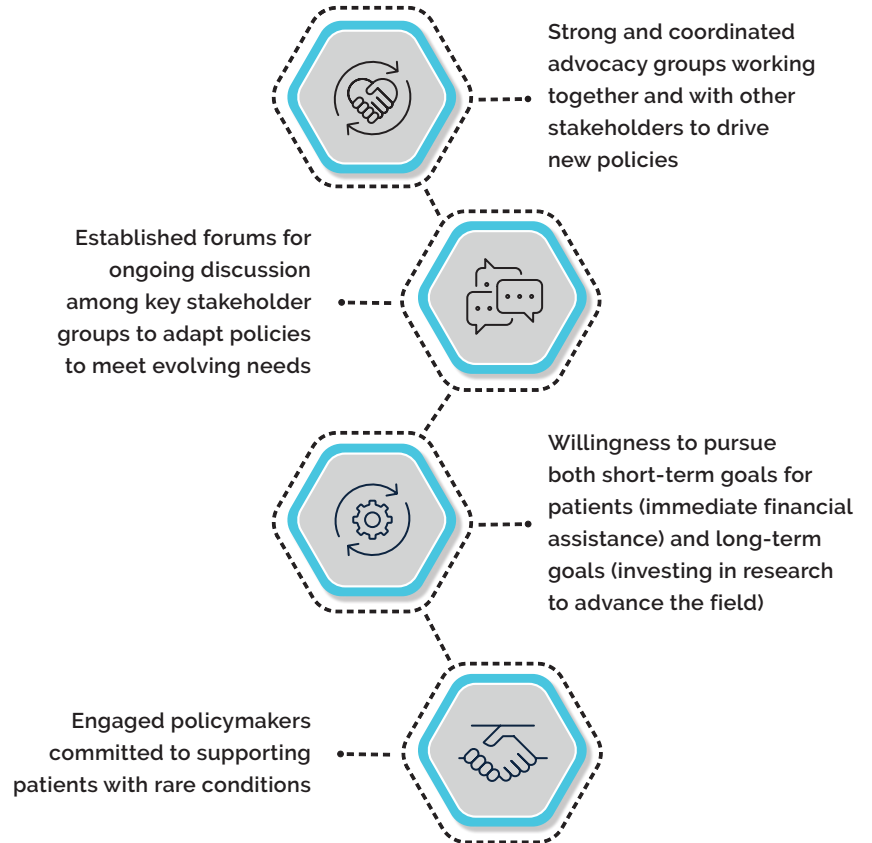 Strong and coordinated
advocacy groups working
together and with other
stakeholders to drive
new policies
Established forums for
ongoing discussion
among key stakeholder
groups to adapt policies
to meet evolving needs
Willingness to pursue
both short-term goals for
patients (immediate financial
assistance) and long-term
goals (investing in research
to advance the field)
Engaged policymakers
committed to supporting
patients with rare conditions